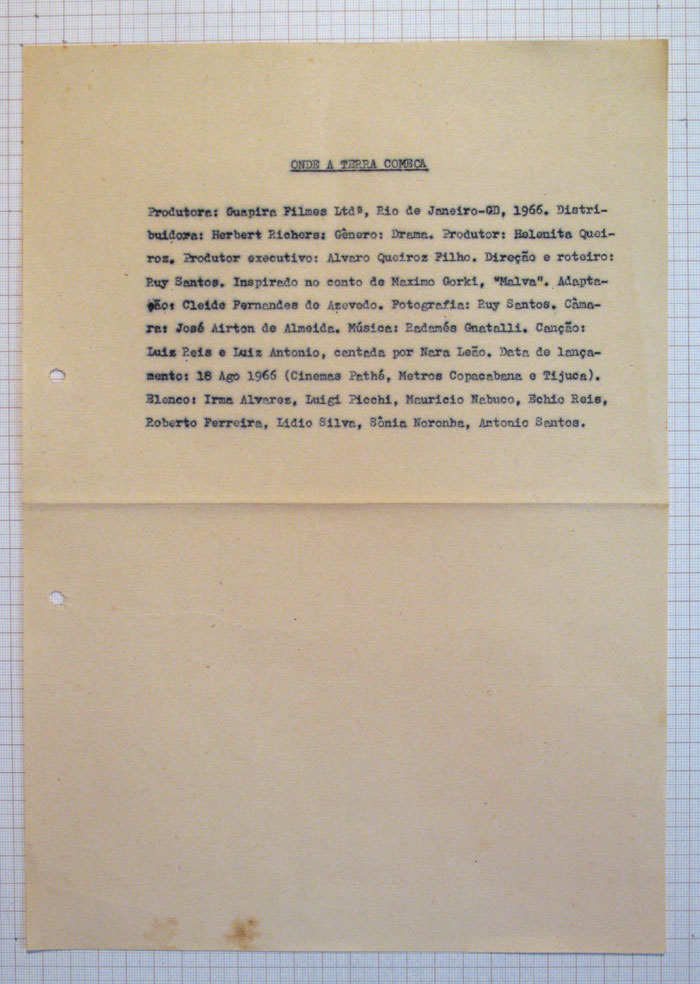 ONDE A TERRA COMEÇA
Produtora: Guapira Filmes Ltdª, Rio de Janeiro-GB, 1966. Distri-
buidora: Herbert Richers: Gênero: Drama. Produtor: Helenita Quei-
roz. Produtor executivo: Alvaro Queiroz Filho. Direção e roteiro:
Ruy Santos. Inspirado no conto de Maximo Gorki, "Malva". Adapta-
ção: Cleide Fernandes de Azevedo. Fotografia: Ruy Santos. Câma-
ra: José Airton de Almeida. Música: Radamés Gnatalli. Canção:
Luiz Reis e Luiz Antonio, cantada por Nara Leão. Data de lança-
mento: 18 Ago 1966 (Cinemas Pathé, Metros Copacabana e Tijuca).
Elenco: Irma Alvarez, Luigi Picchi, Mauricio Nabuco, Echio Reis,
Roberto Ferreira, Lidio Silva, Sônia Noronha, Antonio Santos.